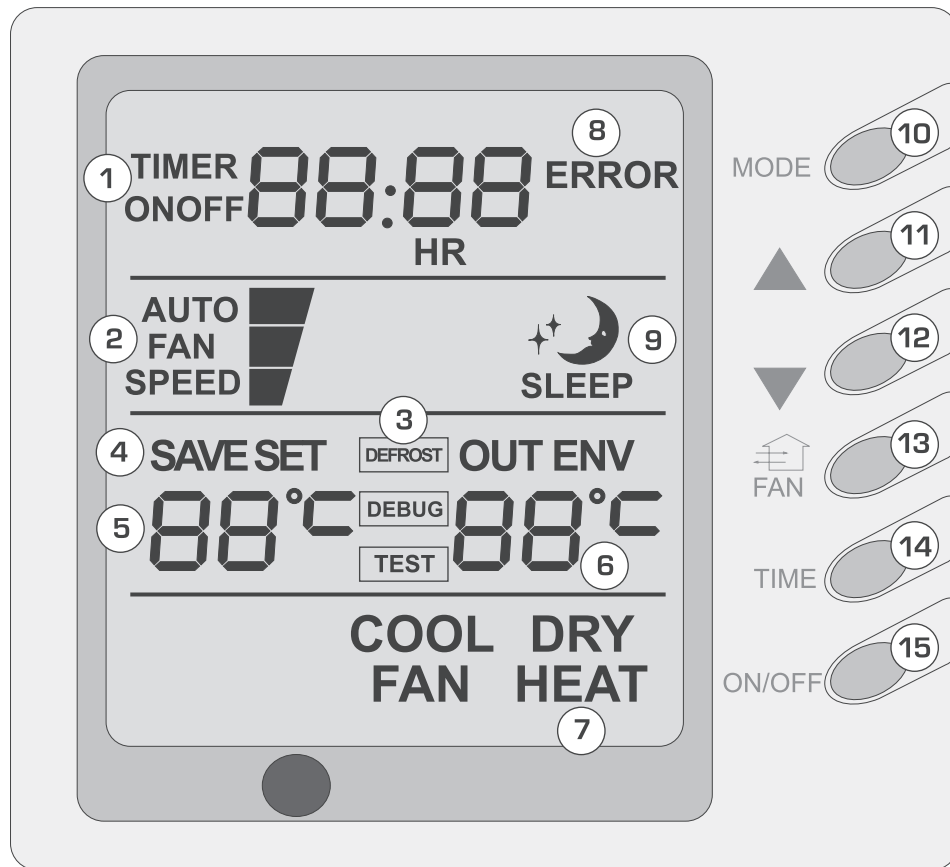 8
1 TIMER 88:88 ERROR
ONOFF
HR
2 AUTO
FAN
SPEED
SLEEP 9
3
4 SAVE SET DEFROST OUT ENV
5 88°C DEBUG 88°C
TEST 6
COOL DRY
FAN HEAT
7
MODE 10
11
12
13
FAN
TIME 14
ON/OFF 15